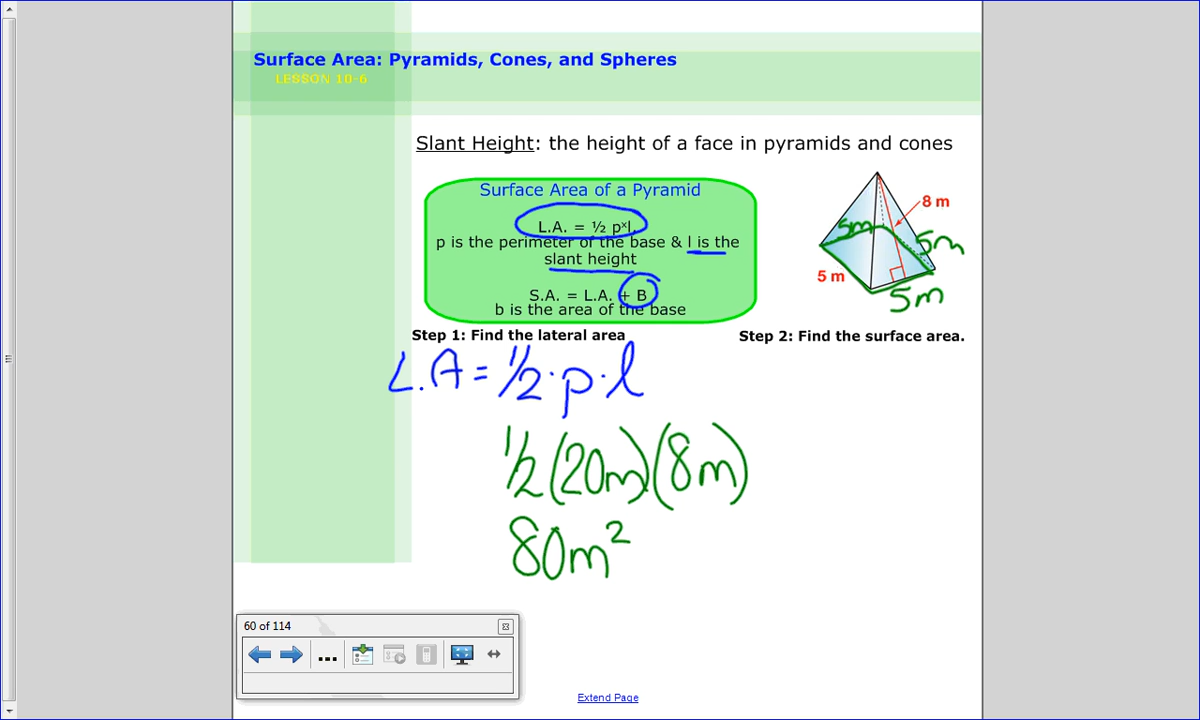 Surface Area: Pyramids, Cones, and Spheres
LESSON 10-6
Slant Height: the height of a face in pyramids and cones
Surface Area of a Pyramid
L.A. = ½ p×l
p is the perimeter of the base & l is the
slant height
S.A. = L.A. + B
b is the area of the base
8 m
5m
5m
5 m
5m
Step 1: Find the lateral area
Step 2: Find the surface area.
L.A = ½ · p · l
½ (20m)(8m)
80m²
60 of 114
...
Extend Page